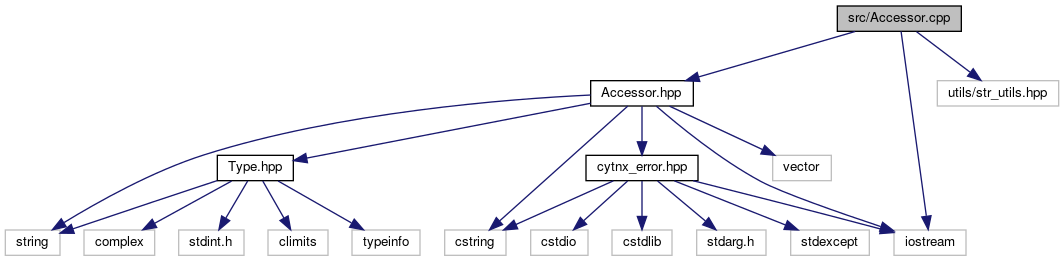 src/Accessor.cpp
Accessor.hpp
utils/str_utils.hpp
Type.hpp
cytnx_error.hpp
vector
string
complex
stdint.h
climits
typeinfo
cstring
cstdio
cstdlib
stdarg.h
stdexcept
iostream